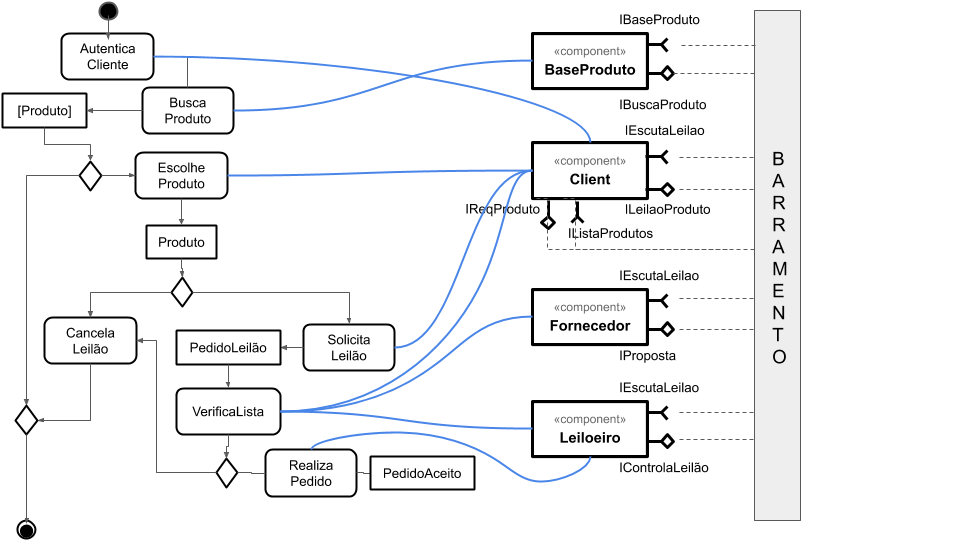 Autentica
Cliente
Busca
Produto
[Produto]
Escolhe
Produto
Produto
Cancela
Leilão
PedidoLeilão
Solicita
Leilão
VerificaLista
Realiza
Pedido
PedidoAceito
IBaseProduto
«component»
BaseProduto
IBuscaProduto
IEscutaLeilao
«component»
Client
IReqProduto
ILeilaoProduto
IListaProdutos
IEscutaLeilao
«component»
Fornecedor
IProposta
IEscutaLeilao
«component»
Leiloeiro
IControlaLeilão
B
A
R
R
A
M
E
N
T
O